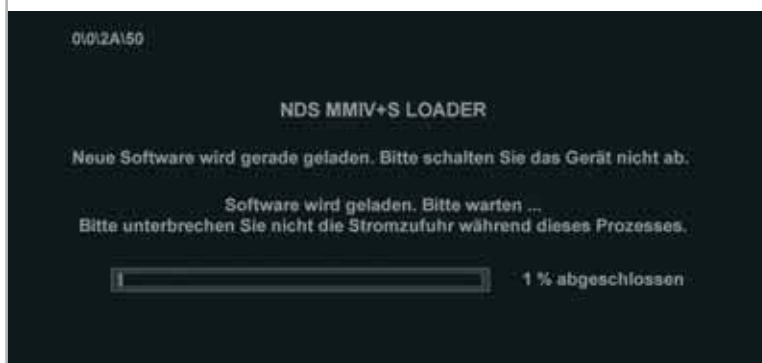 0\0\2A\50
NDS MMIV+S LOADER
Neue Software wird gerade geladen. Bitte schalten Sie das Gerät nicht ab.
Software wird geladen. Bitte warten ...
Bitte unterbrechen Sie nicht die Stromzufuhr während dieses Prozesses.
1 % abgeschlossen